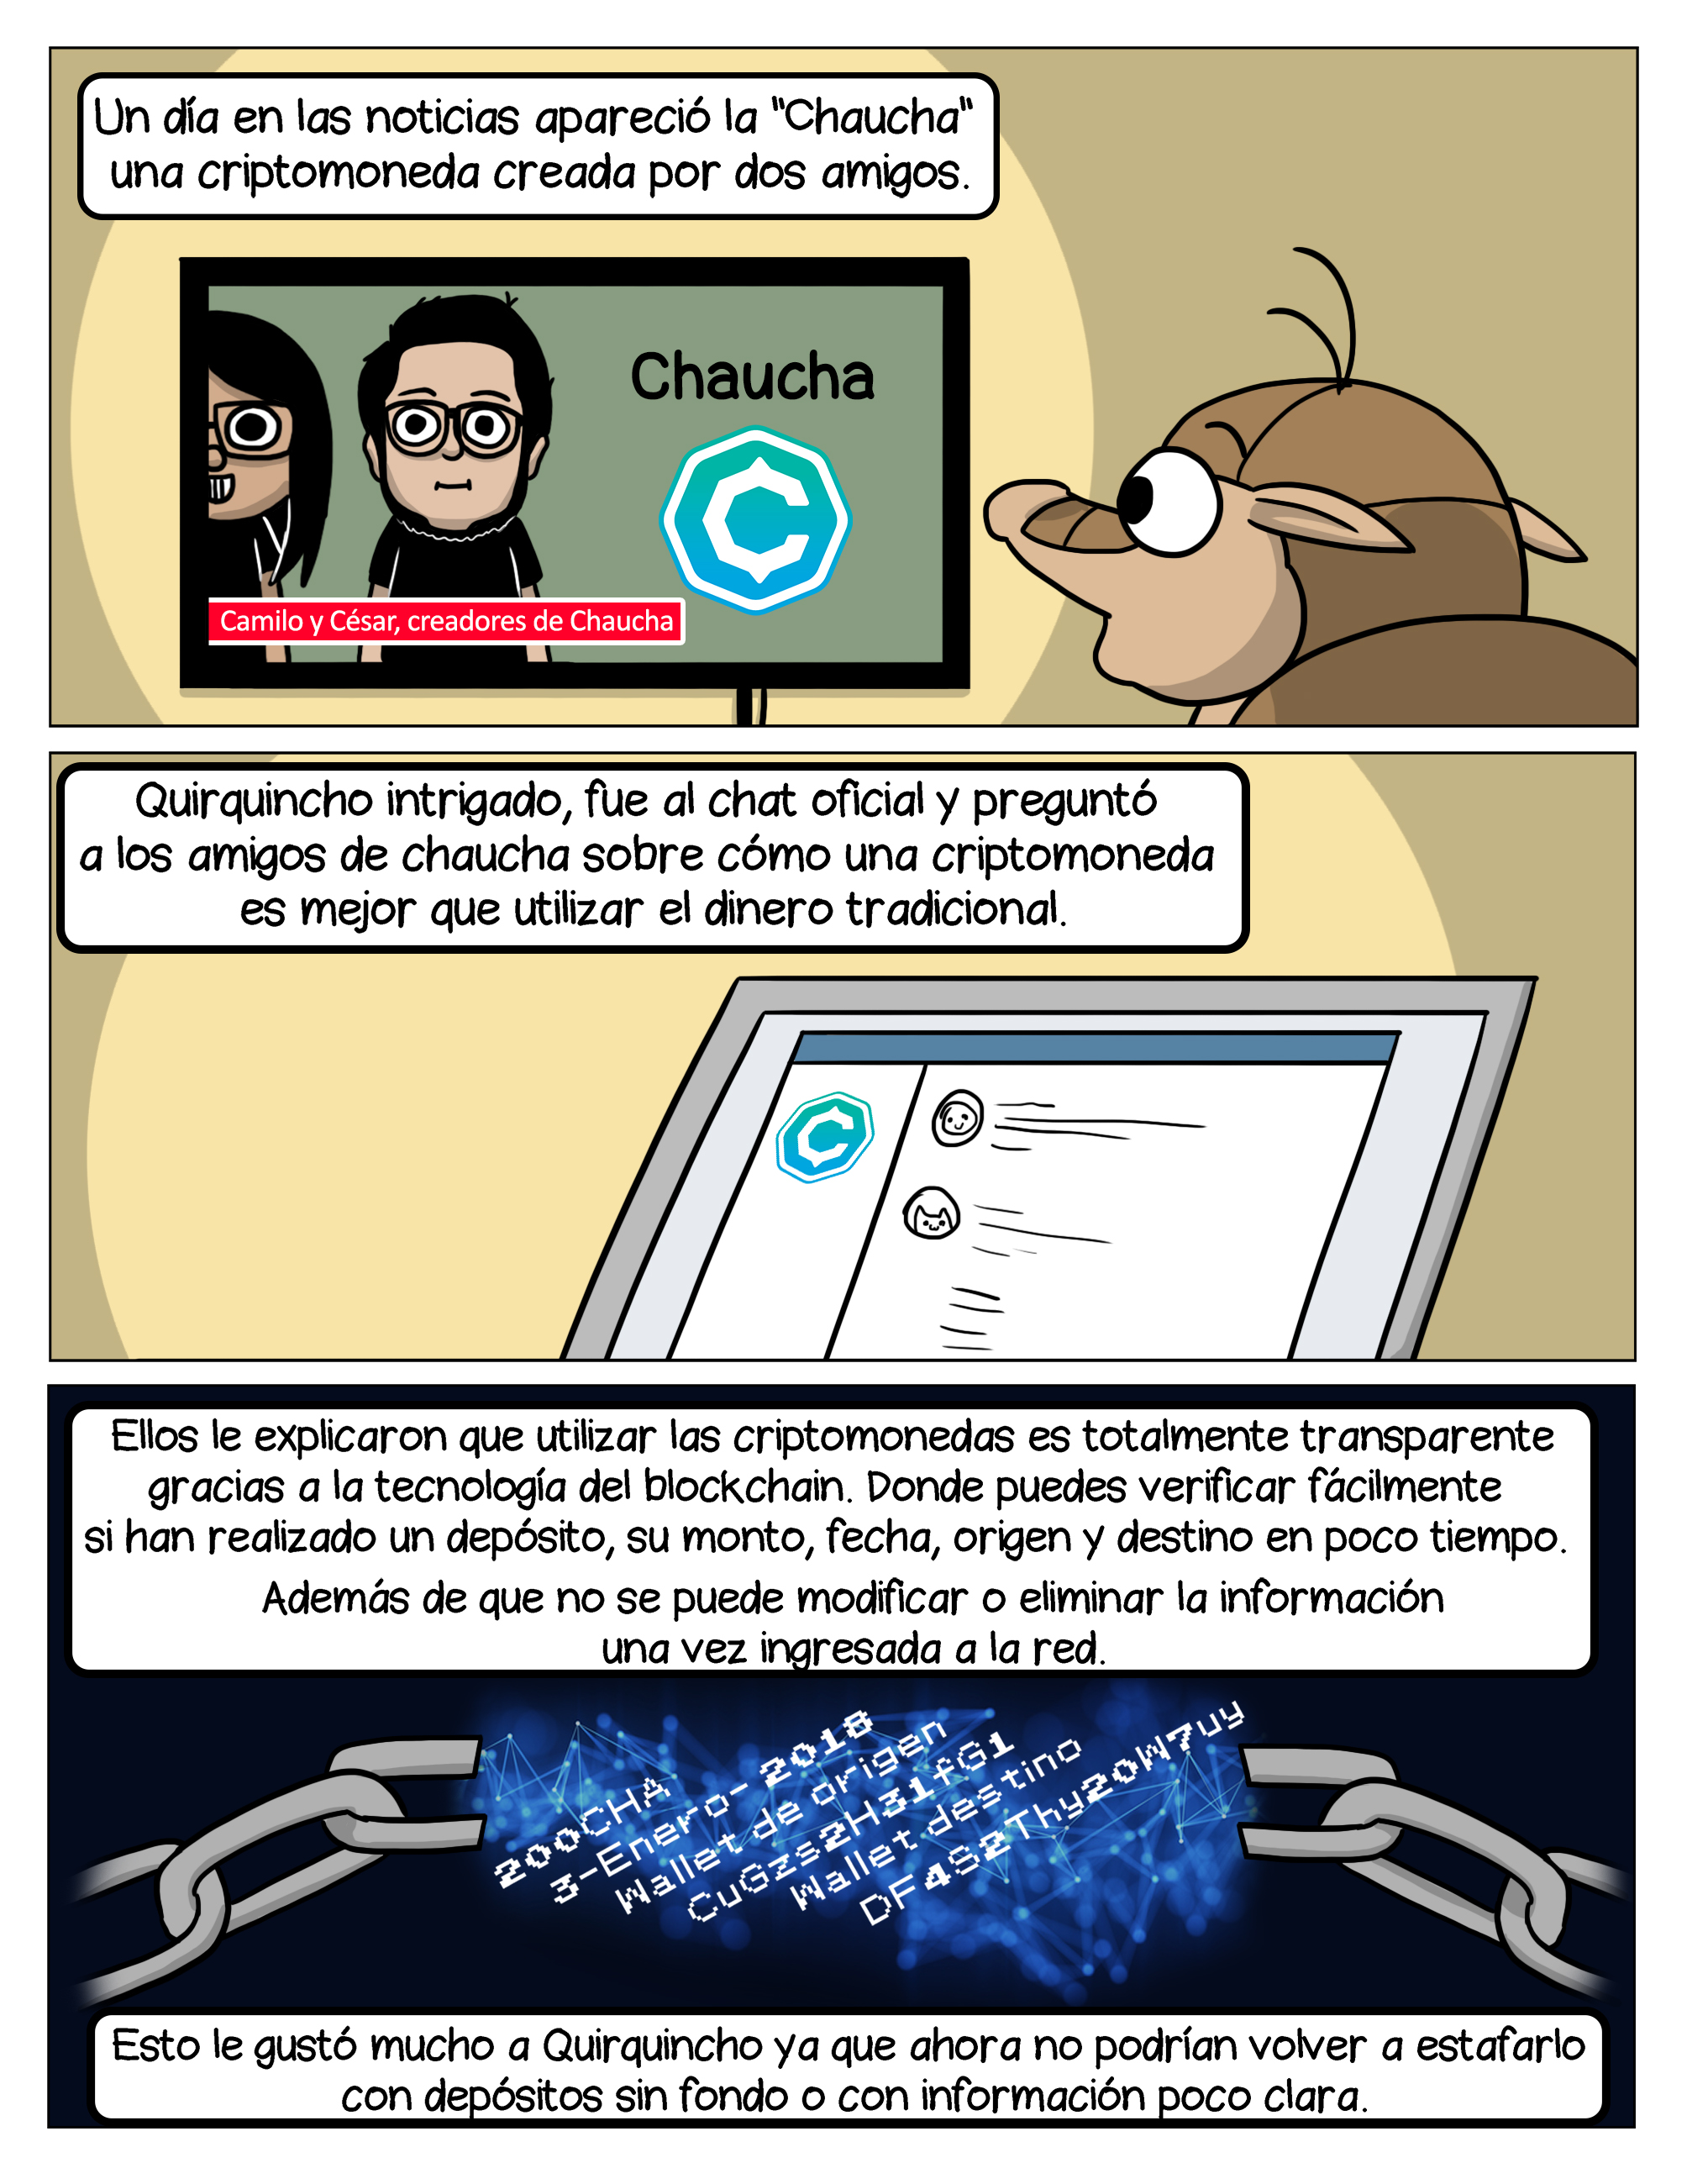 Un día en las noticias apareció la "Chaucha"
una criptomoneda creada por dos amigos.
Chaucha
Camilo y César, creadores de Chaucha
Quirquincho intrigado, fue al chat oficial y preguntó
a los amigos de chaucha sobre cómo una criptomoneda
es mejor que utilizar el dinero tradicional.
Ellos le explicaron que utilizar las criptomonedas es totalmente transparente
gracias a la tecnología del blockchain. Donde puedes verificar fácilmente
si han realizado un depósito, su monto, fecha, origen y destino en poco tiempo.
Además de que no se puede modificar o eliminar la información
una vez ingresada a la red.
200CHA
3-Enero-2018
Wallet de origen
CuGzs2H31fG1
Wallet destino
DF4S2Thy20W7uy
Esto le gustó mucho a Quirquincho ya que ahora no podrían volver a estafarlo
con depósitos sin fondo o con información poco clara.